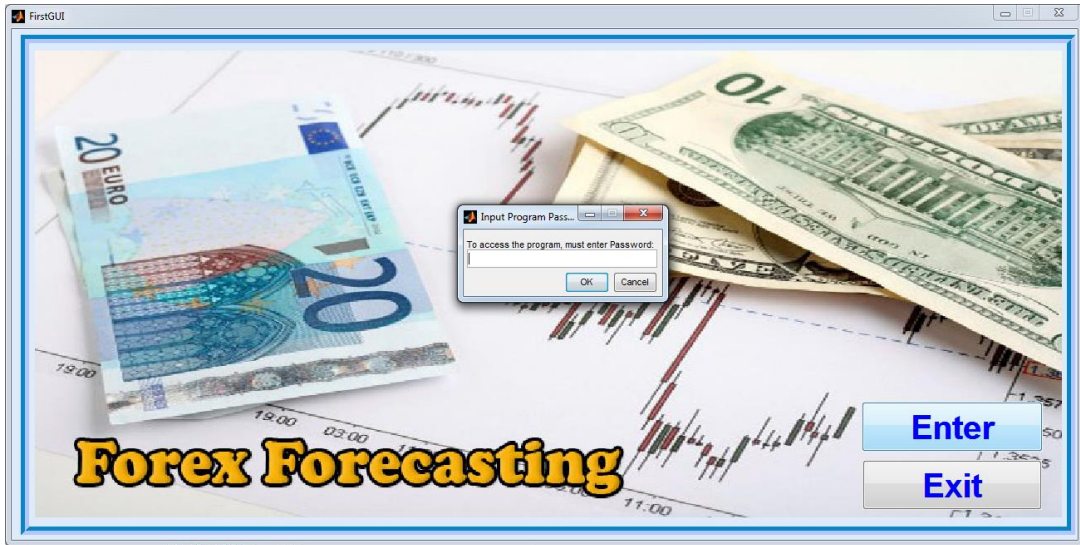 FirstGUI
20 EURO
20
10
Input Program Pass...
To access the program, must enter Password:
OK
Cancel
19:00
19:00
03:00
11:00
Forex Forecasting
Enter
Exit